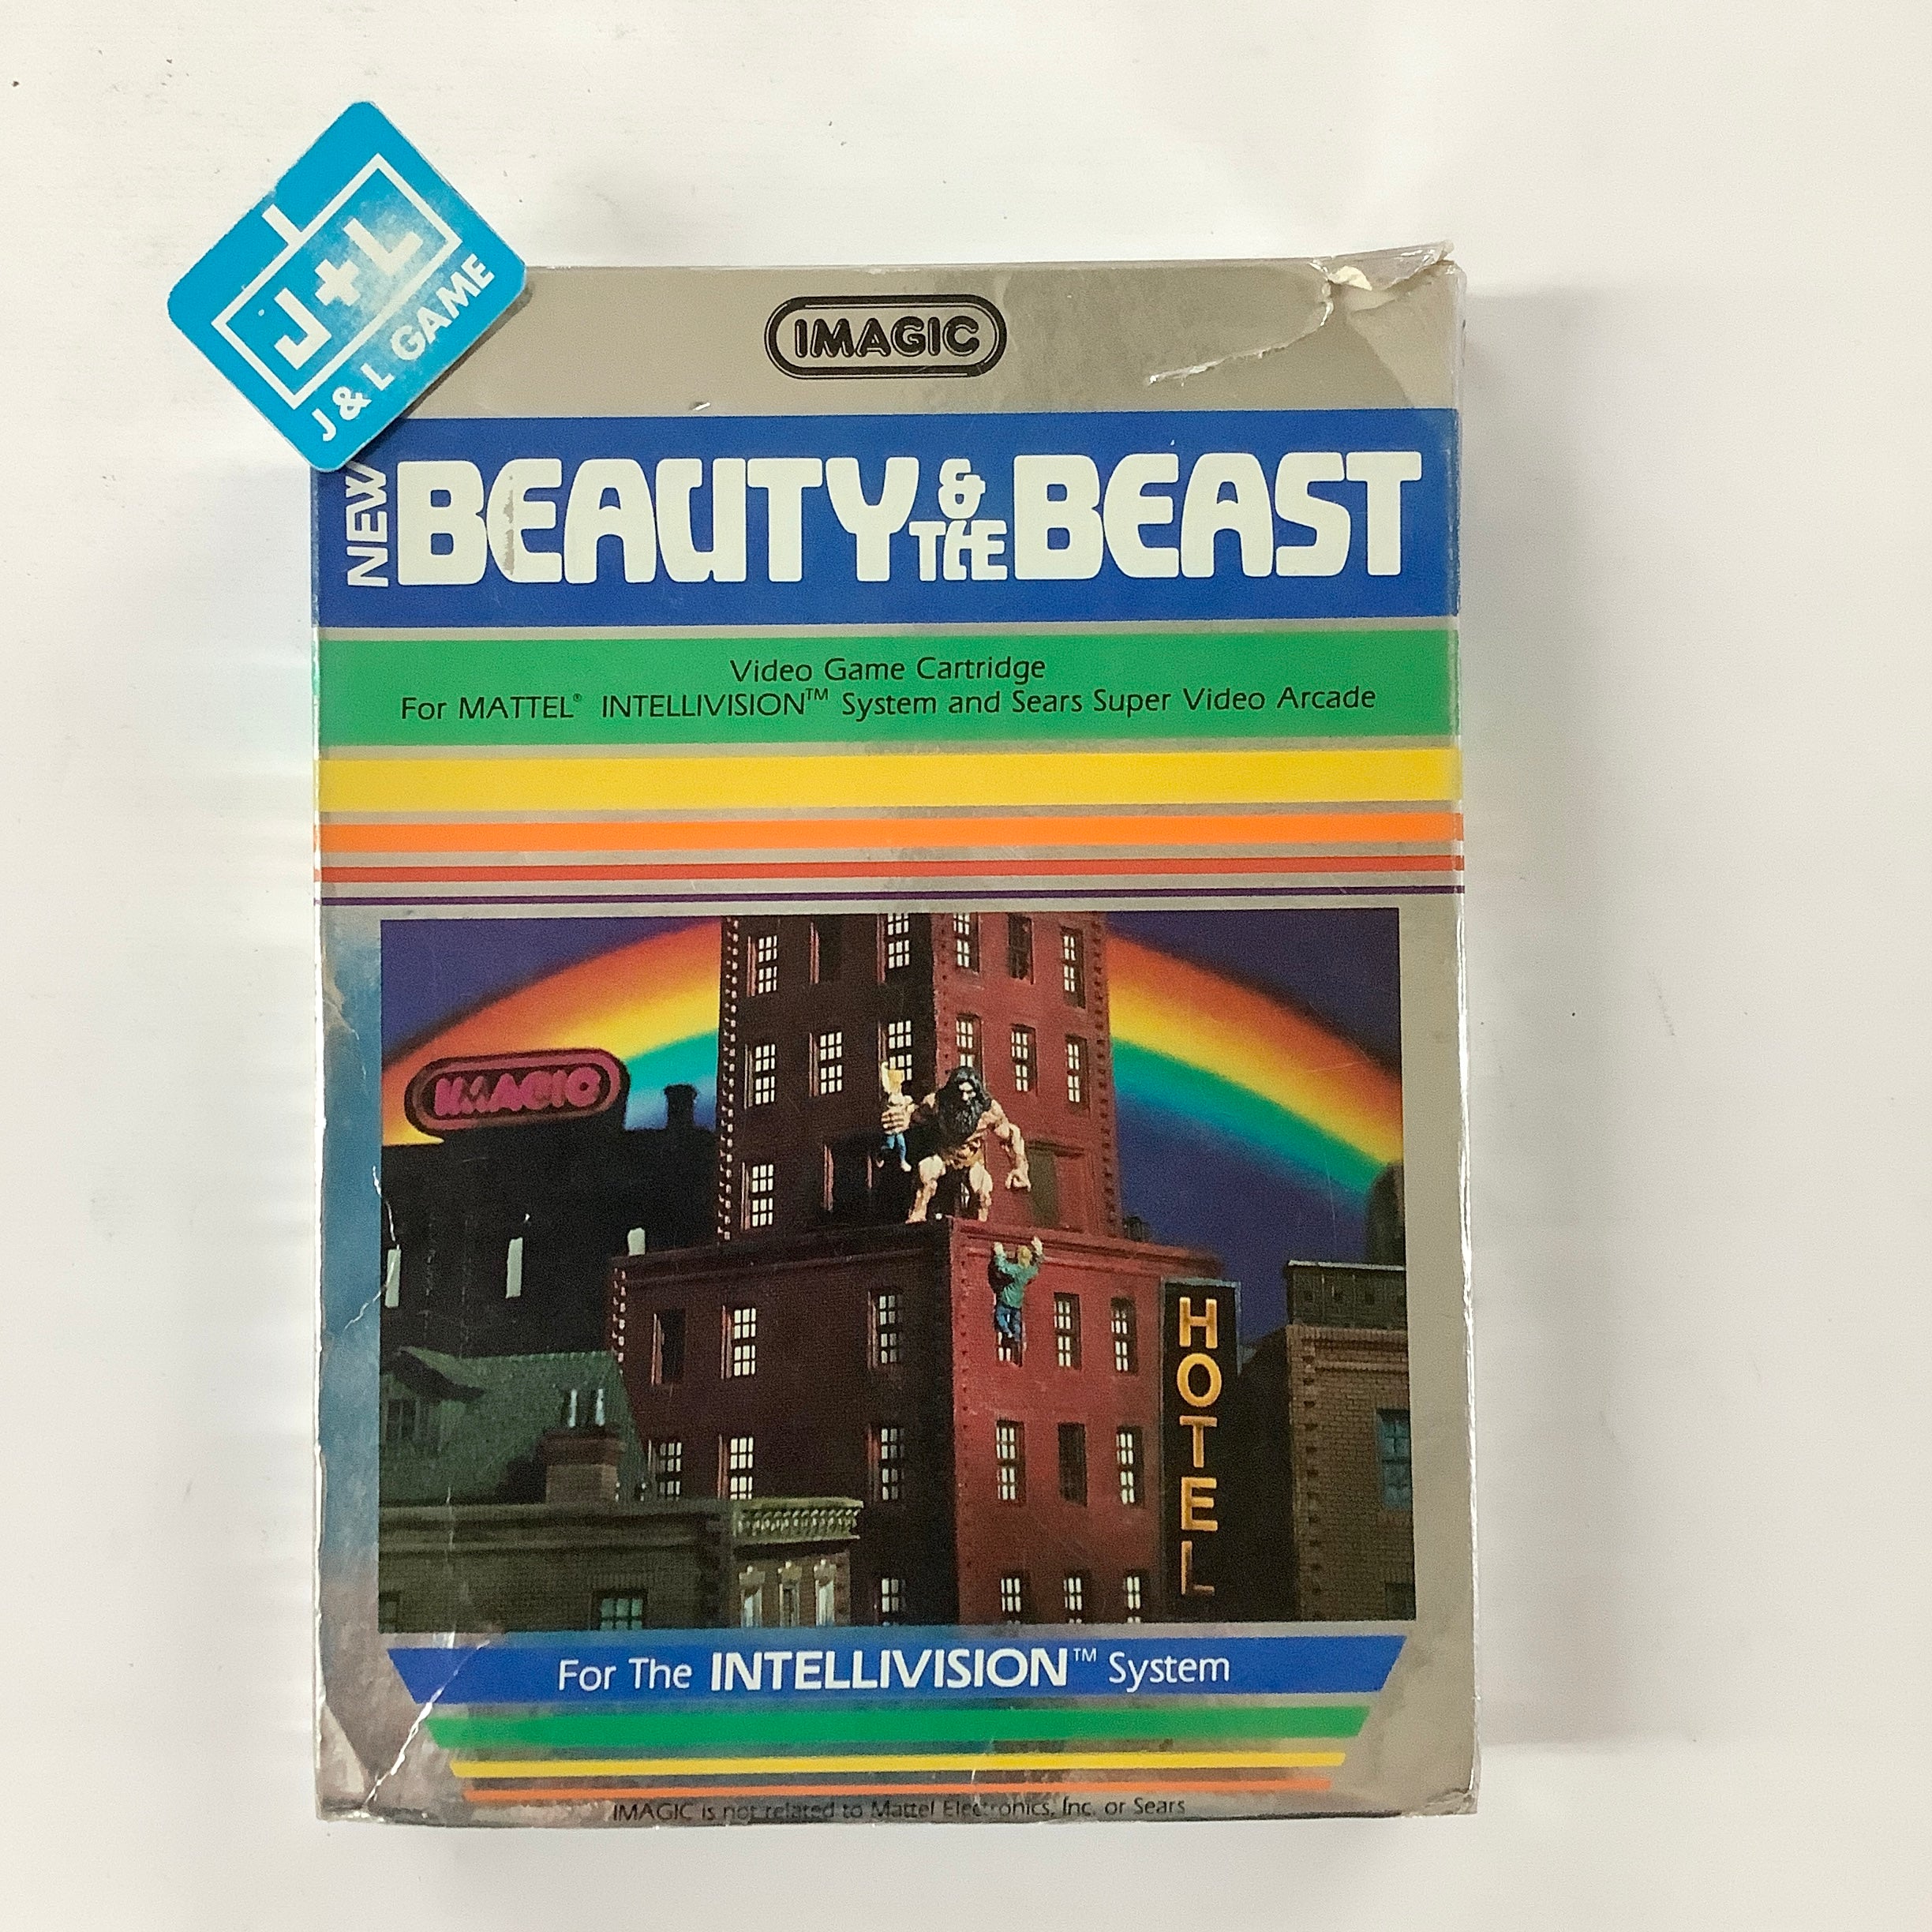 J+L
J & L GAME
IMAGIC
NEW
BEAUTY & THE BEAST
Video Game Cartridge
For MATTEL® INTELLIVISION™ System and Sears Super Video Arcade
IMAGIC
HOTEL
For The INTELLIVISION™ System
IMAGIC is not related to Mattel Electronics, Inc. or Sears